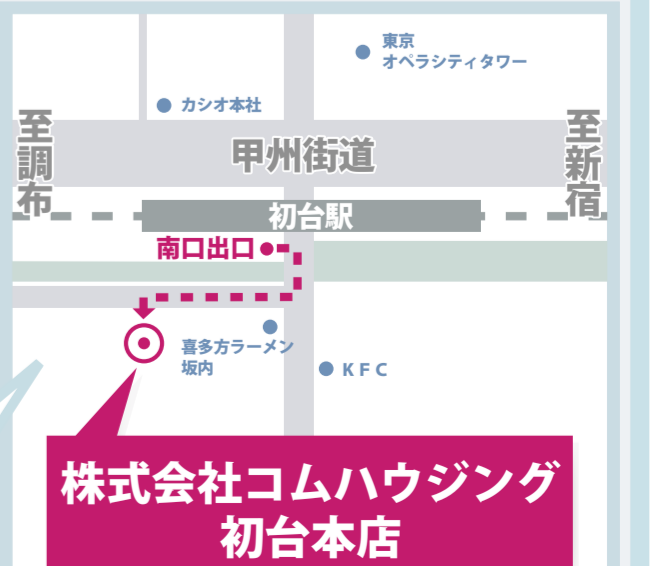 東京
オペラシティタワー
カシオ本社
至調布
甲州街道
至新宿
初台駅
南口出口
喜多方ラーメン
坂内
KFC
株式会社コムハウジング
初台本店